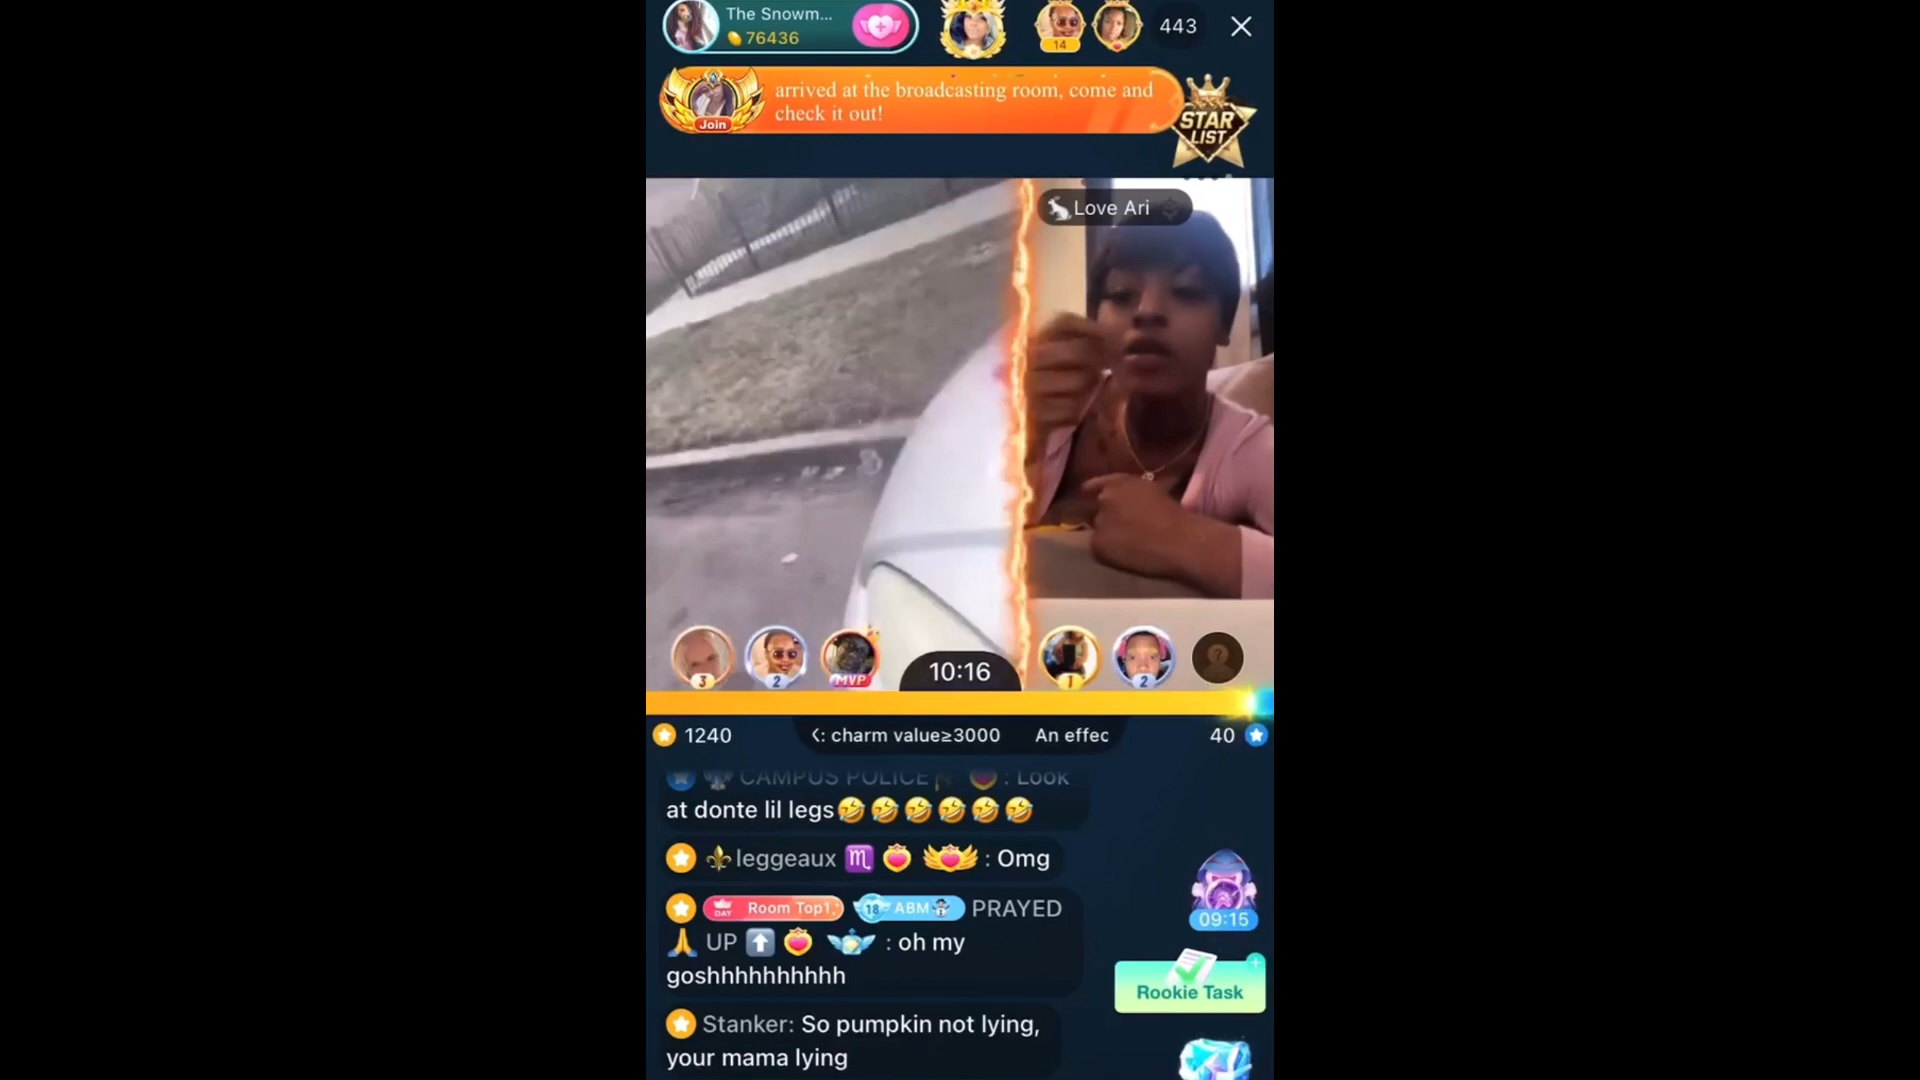 The Snowm...
76436
14
443
Join
arrived at the broadcasting room, come and
check it out!
STAR
LIST
Love Ari
3
2
MVP
10:16
1
2
?
1240
: charm value≥3000 An effec
40
CAMPUS POLICE : Look
at donte lil legs🤣🤣🤣🤣🤣🤣
⚜️leggeaux ♏ : Omg
DAY Room Top1 18 ABM PRAYED
🙏 UP ⬆️ : oh my
goshhhhhhhhhh
Stanker: So pumpkin not lying,
your mama lying
09:15
Rookie Task